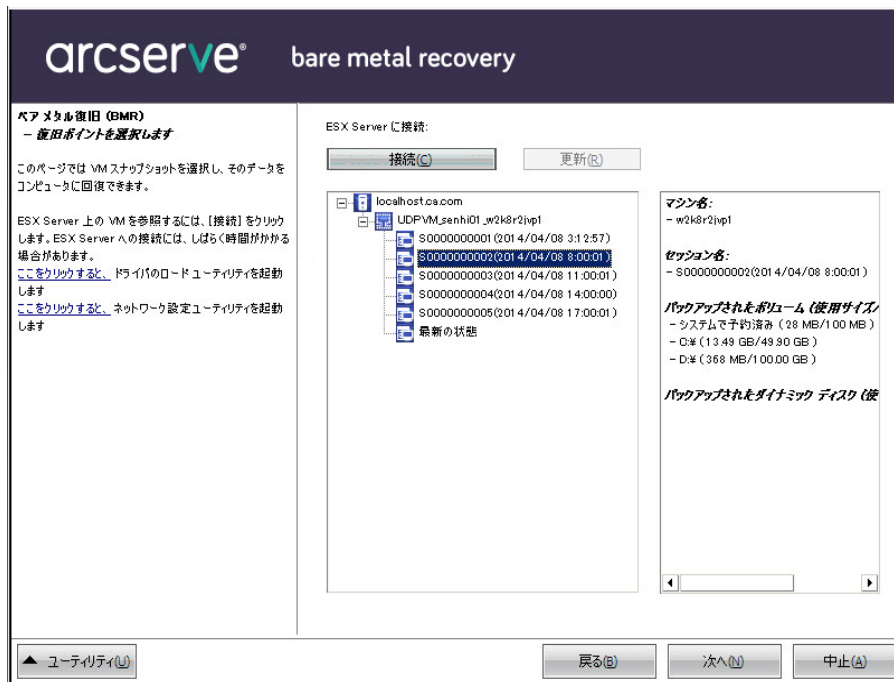 arcserve® bare metal recovery
ベア メタル復旧 (BMR)
- 復旧ポイントを選択します
このページでは VM スナップショットを選択し、そのデータを
コンピュータに回復できます。
ESX Server 上の VM を参照するには、[接続] をクリック
します。ESX Server への接続には、しばらく時間がかかる
場合があります。
ここをクリックすると、ドライバのロード ユーティリティを起動
します
ここをクリックすると、ネットワーク設定ユーティリティを起動
します
ESX Server に接続:
接続(C)
更新(R)
localhost.ca.com
UDPVM_senhi01_w2k8r2jvp1
S0000000001(2014/04/08 3:12:57)
S0000000002(2014/04/08 8:00:01)
S0000000003(2014/04/08 11:00:01)
S0000000004(2014/04/08 14:00:00)
S0000000005(2014/04/08 17:00:01)
最新の状態
マシン名:
- w2k8r2jvp1
セッション名:
- S0000000002(2014/04/08 8:00:01)
バックアップされたボリューム (使用サイズ/
- システムで予約済み (28 MB/100 MB)
- C:¥ (13.49 GB/49.90 GB)
- D:¥ (368 MB/100.00 GB)
バックアップされたダイナミック ディスク (使
ユーティリティ(U)
戻る(B)
次へ(N)
中止(A)